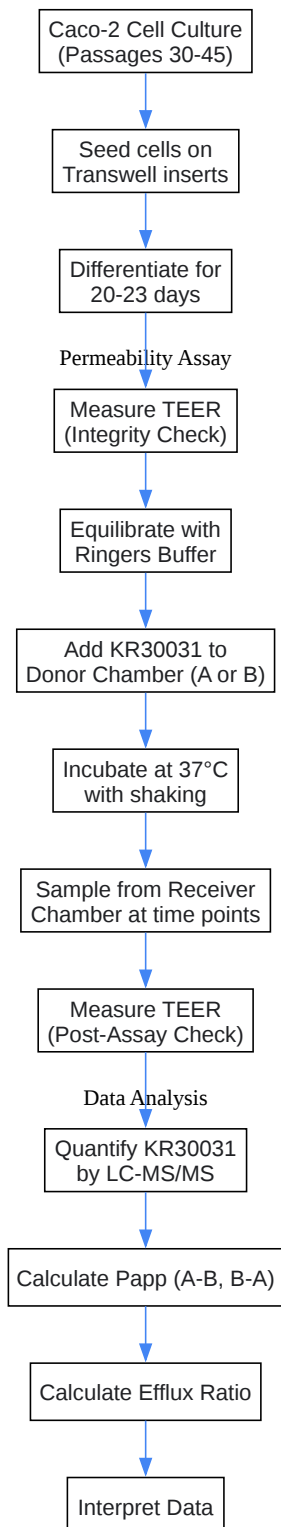 Caco-2 Cell Culture
(Passages 30-45)
Seed cells on
Transwell inserts
Differentiate for
20-23 days
Permeability Assay
Measure TEER
(Integrity Check)
Equilibrate with
Ringers Buffer
Add KR30031 to
Donor Chamber (A or B)
Incubate at 37°C
with shaking
Sample from Receiver
Chamber at time points
Measure TEER
(Post-Assay Check)
Data Analysis
Quantify KR30031
by LC-MS/MS
Calculate Papp (A-B, B-A)
Calculate Efflux Ratio
Interpret Data